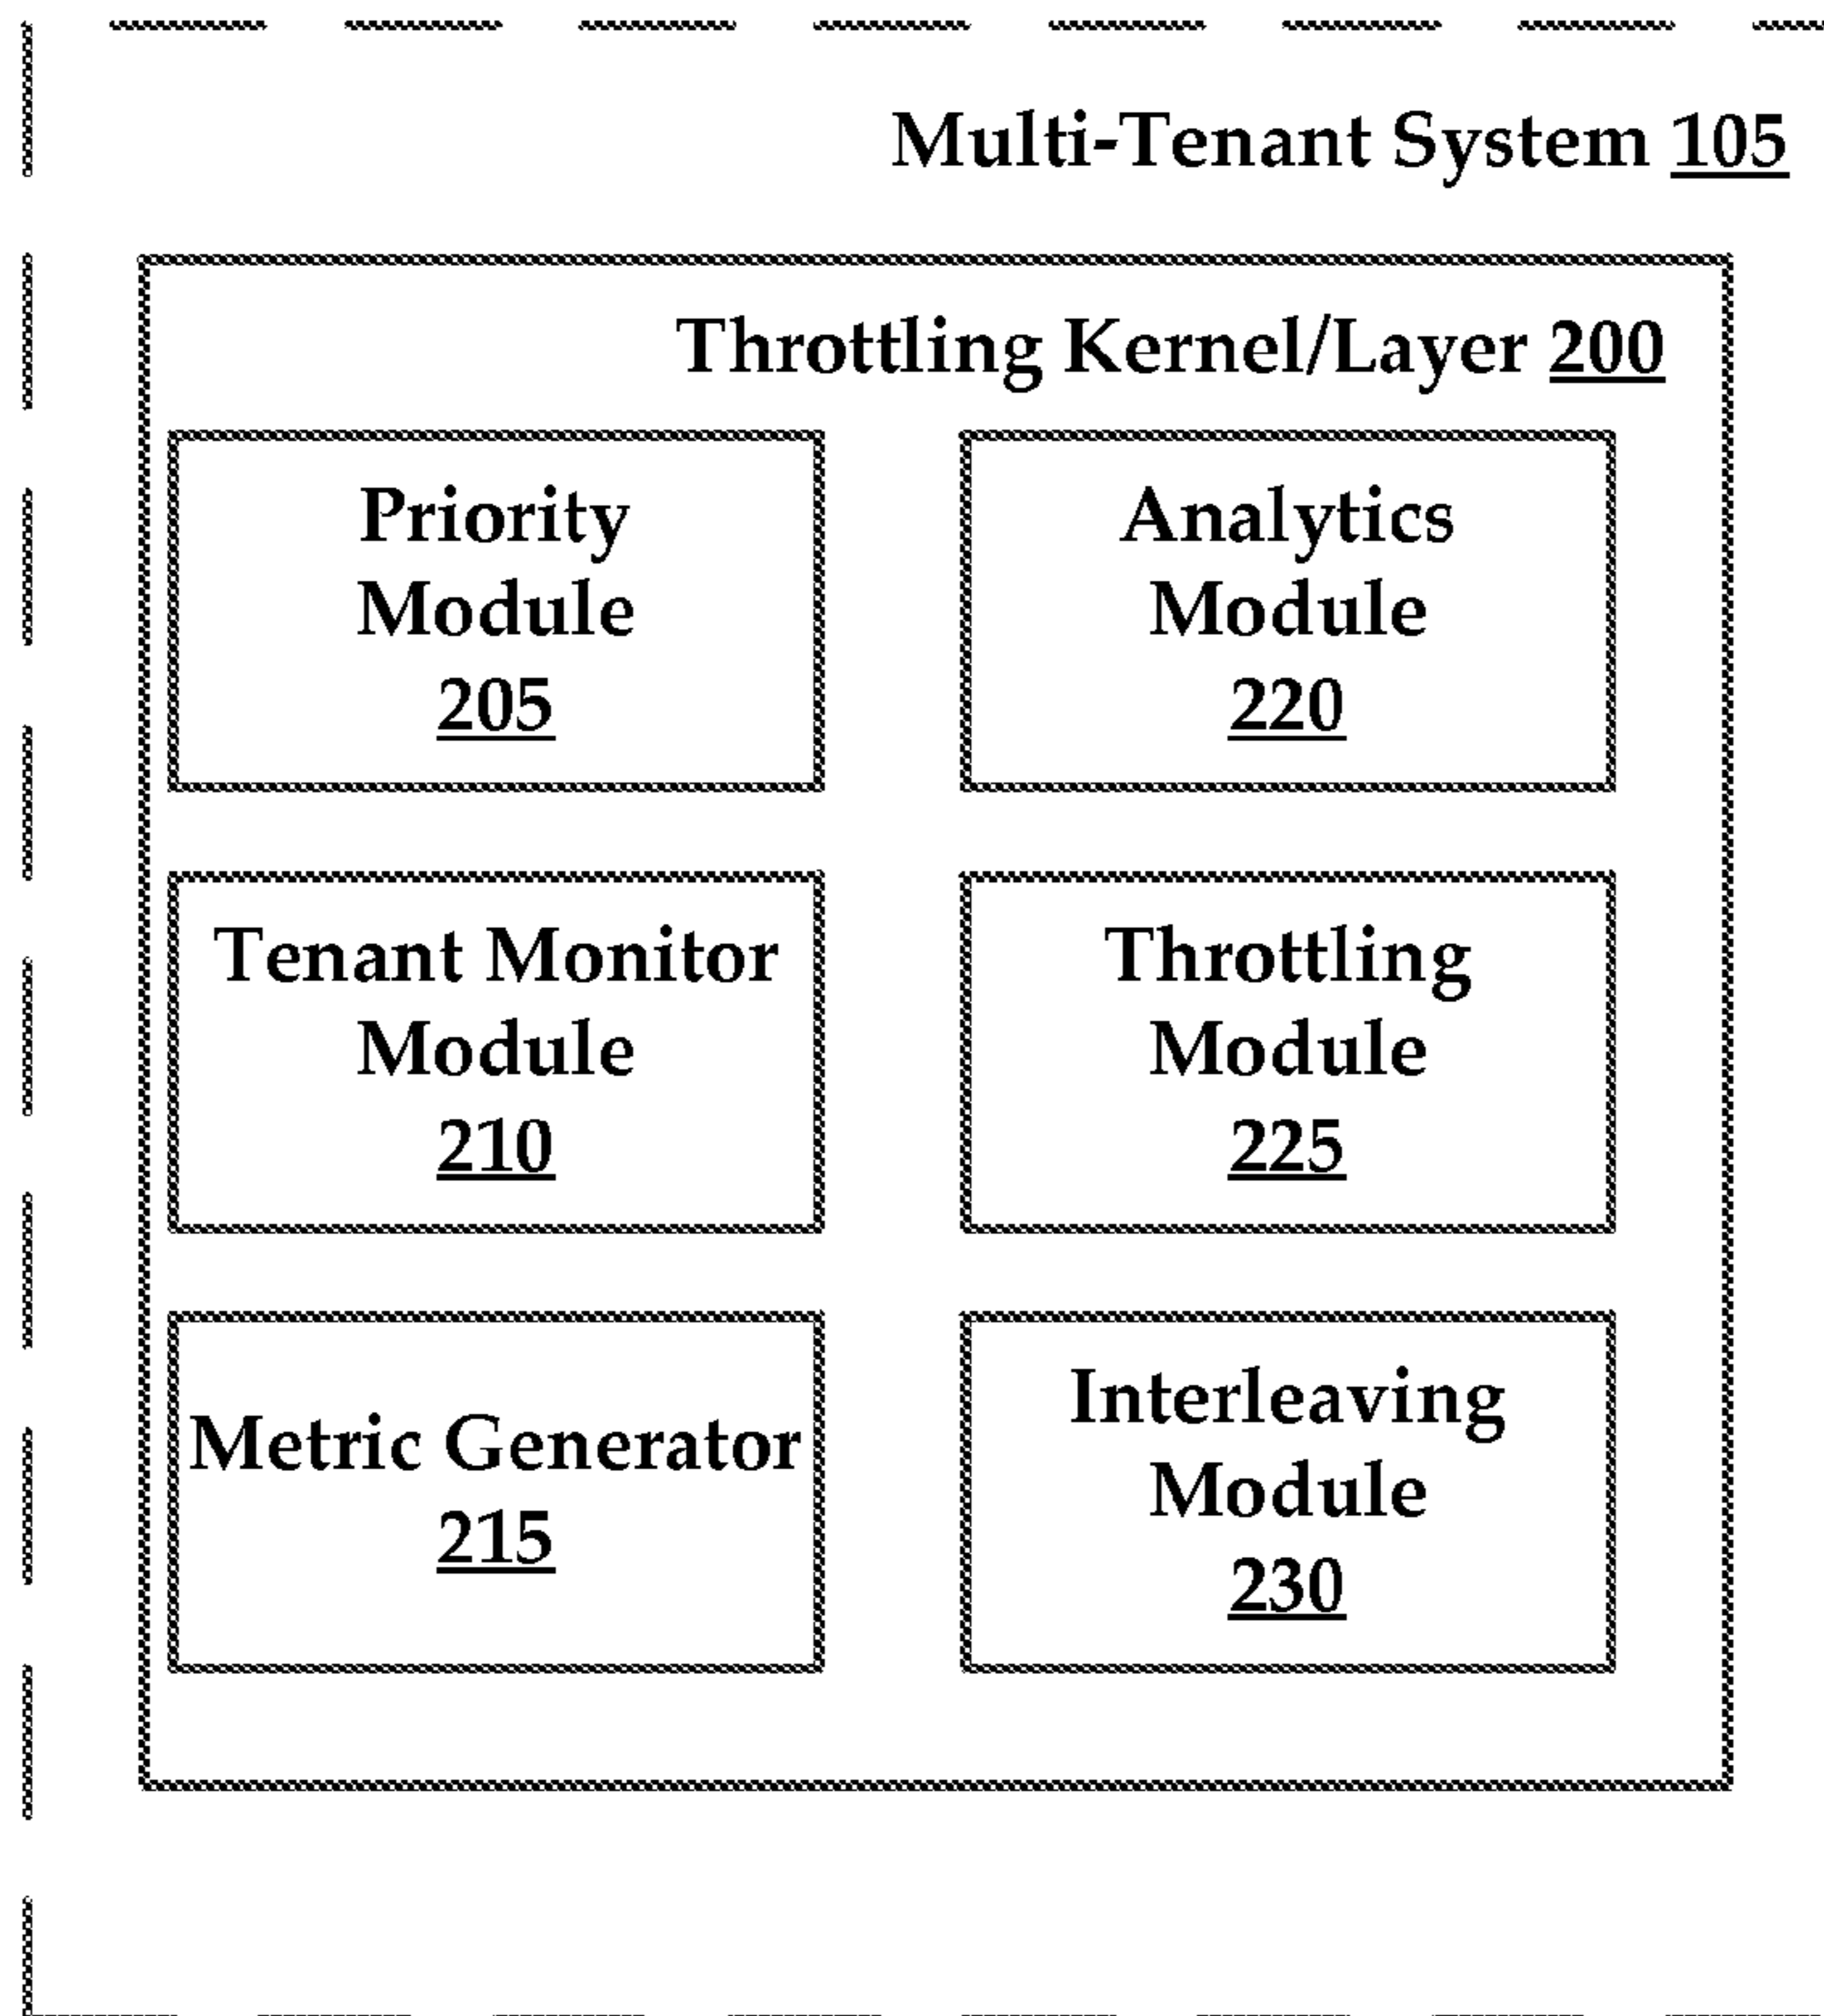 Multi-Tenant System 105
Throttling Kernel/Layer 200
Priority
Module
205
Analytics
Module
220
Tenant Monitor
Module
210
Throttling
Module
225
Metric Generator
215
Interleaving
Module
230